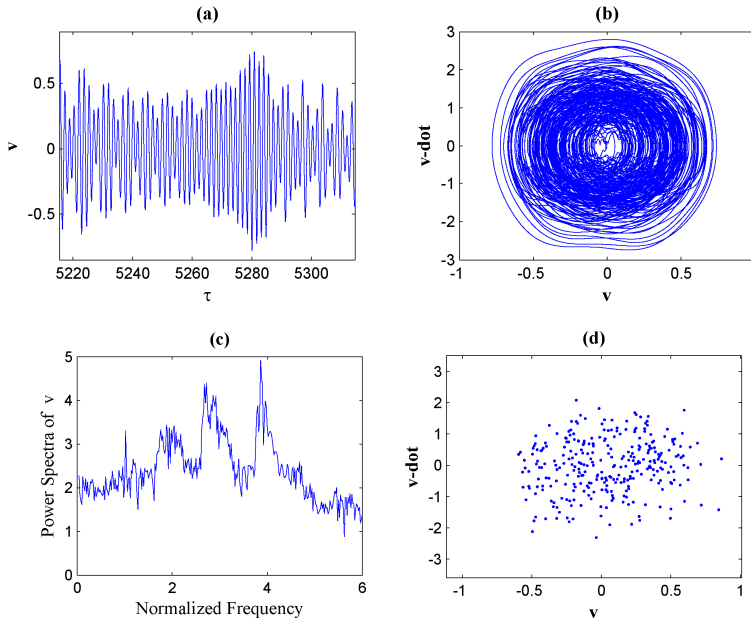 (a)
v
0.5
0
-0.5
5220 5240 5260 5280 5300
τ
(b)
v-dot
3
2
1
0
-1
-2
-3
-1 -0.5 0 0.5
v
(c)
Power Spectra of v
5
4
3
2
1
0
0 2 4 6
Normalized Frequency
(d)
v-dot
3
2
1
0
-1
-2
-3
-1 -0.5 0 0.5 1
v